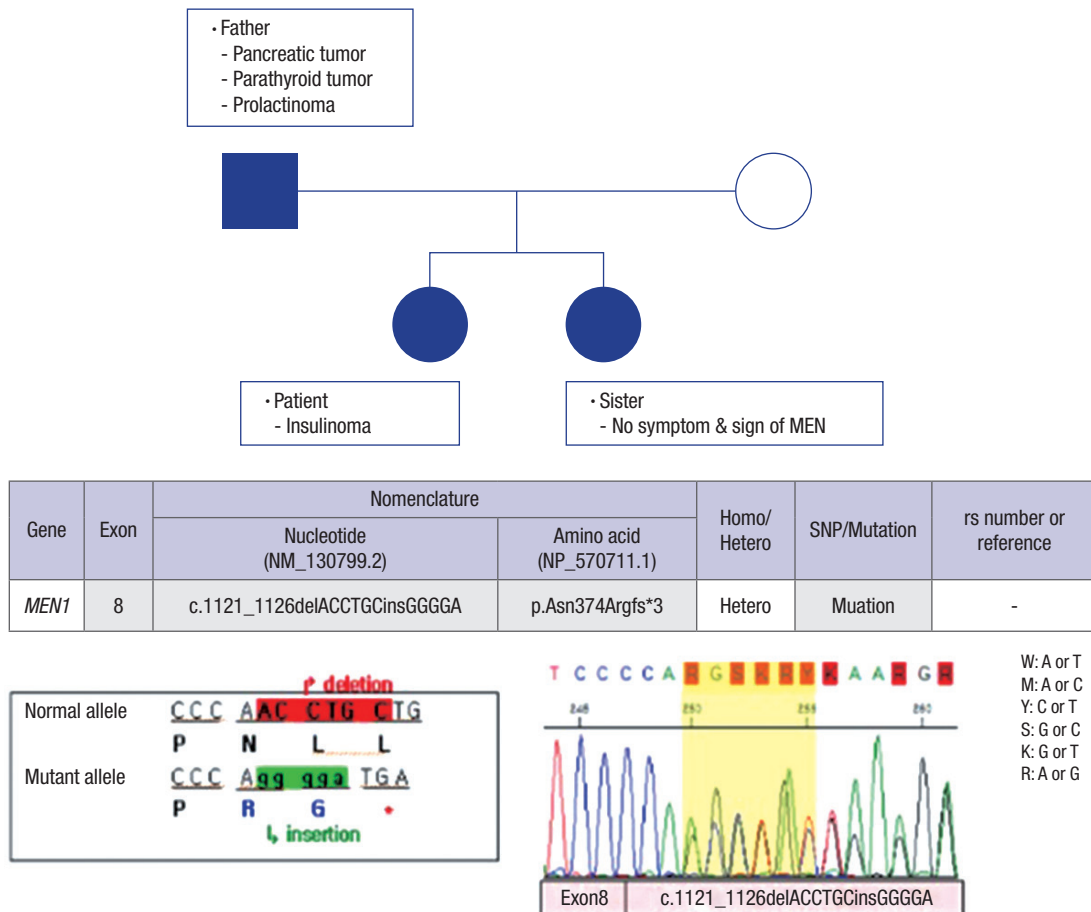 · Father
- Pancreatic tumor
- Parathyroid tumor
- Prolactinoma
· Patient
- Insulinoma
· Sister
- No symptom & sign of MEN
Gene Exon Nomenclature Homo/Hetero SNP/Mutation rs number or reference
Nucleotide (NM_130799.2) Amino acid (NP_570711.1)
MEN1 8 c.1121_1126delACCTGCinsGGGGA p.Asn374Argfs*3 Hetero Muation -
deletion
Normal allele CCC AAC CTG CTG
P N L L
Mutant allele CCC Agg gga TGA
P R G *
insertion
T C C C C A R G S K R Y K A A R G R
248 250 255 260
Exon8 c.1121_1126delACCTGCinsGGGGA
W: A or T
M: A or C
Y: C or T
S: G or C
K: G or T
R: A or G